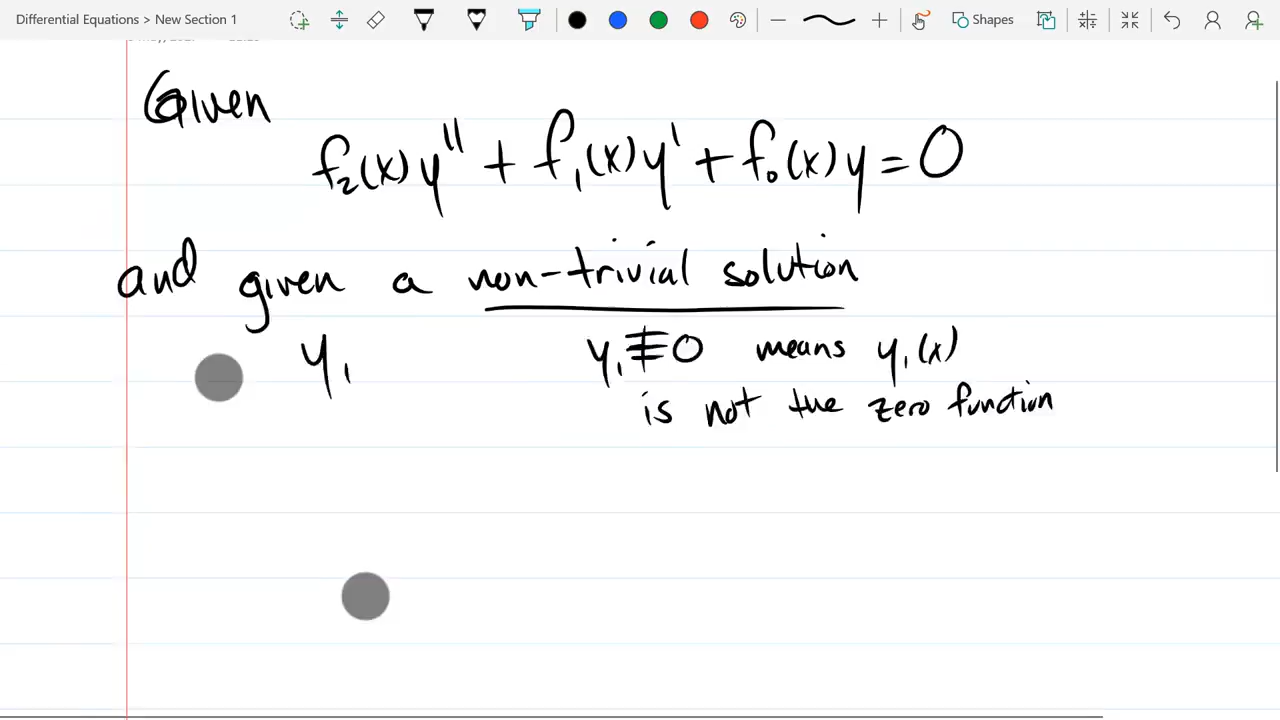 Differential Equations > New Section 1
Shapes
Given
f₂(x)y'' + f₁(x)y' + f₀(x)y = 0
and given a non-trivial solution
y₁ y₁ ≢ 0 means y₁(x)
is not the zero function